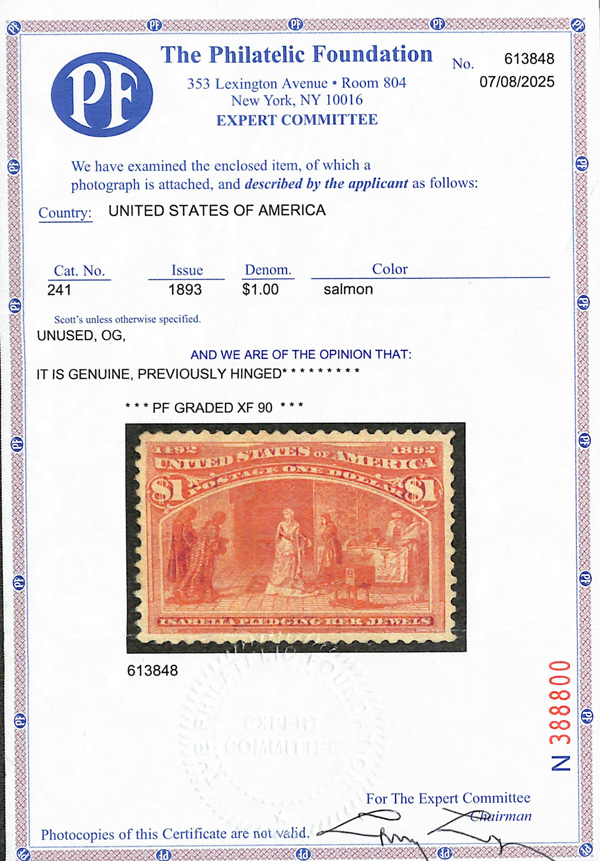 PF
The Philatelic Foundation
No. 613848
353 Lexington Avenue • Room 804
07/08/2025
New York, NY 10016
EXPERT COMMITTEE
We have examined the enclosed item, of which a
photograph is attached, and described by the applicant as follows:
Country: UNITED STATES OF AMERICA
Cat. No. Issue Denom. Color
241 1893 $1.00 salmon
Scott's unless otherwise specified.
UNUSED, OG,
AND WE ARE OF THE OPINION THAT:
IT IS GENUINE, PREVIOUSLY HINGED* * * * * * * * *
* * * PF GRADED XF 90 * * *
1492 1892
UNITED STATES OF AMERICA
POSTAGE ONE DOLLAR
$1 $1
ISABELLA PLEDGING HER JEWELS
613848
THE PHILATELIC FOUNDATION
EXPERT
COMMITTEE
N 388800
For The Expert Committee
Chairman
Photocopies of this Certificate are not valid.